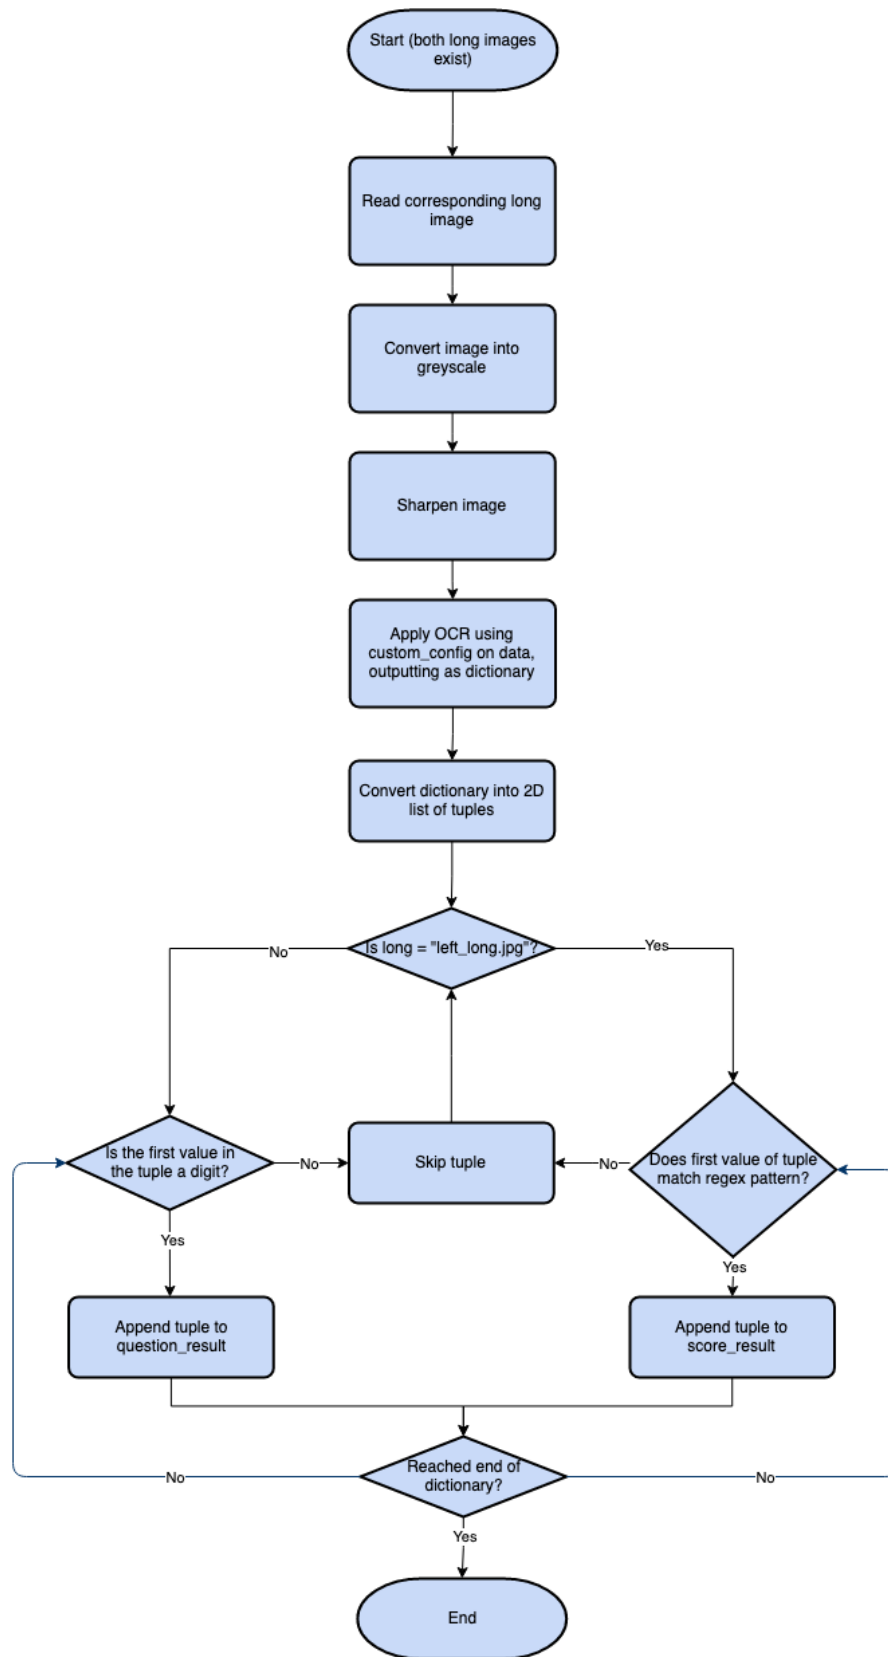 Start (both long images
exist)
Read corresponding long
image
Convert image into
greyscale
Sharpen image
Apply OCR using
custom_config on data,
outputting as dictionary
Convert dictionary into 2D
list of tuples
Is long = "left_long.jpg"?
No
Yes
Is the first value in
the tuple a digit?
No
Skip tuple
No
Does first value of tuple
match regex pattern?
Yes
Yes
Append tuple to
question_result
Append tuple to
score_result
Reached end of
dictionary?
No
No
Yes
End